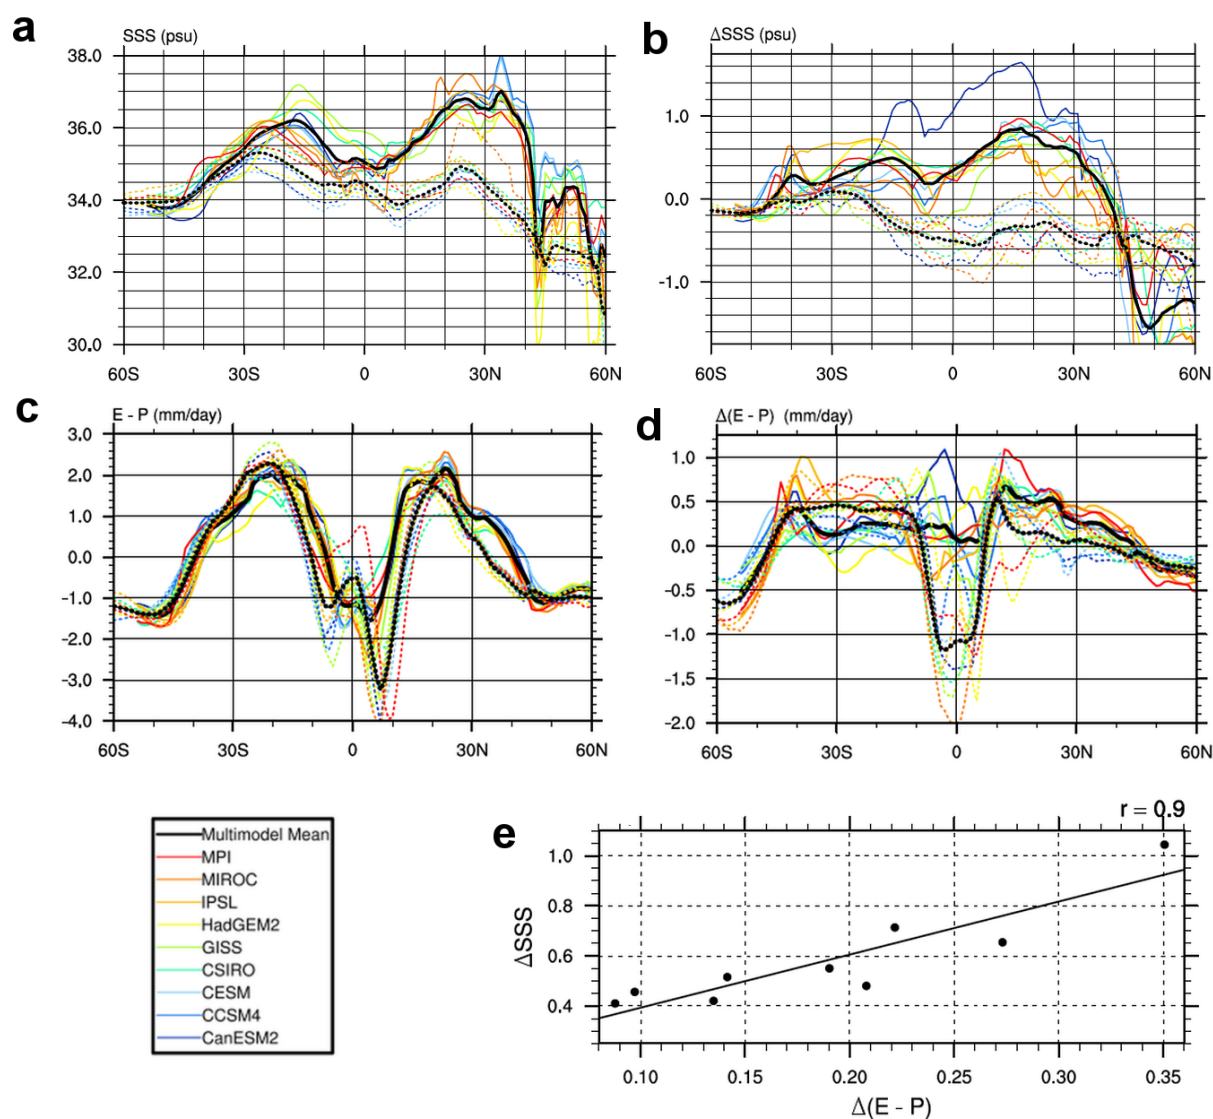 a
SSS (psu)
38.0
36.0
34.0
32.0
30.0
60S 30S 0 30N 60N
b
ΔSSS (psu)
1.0
0.0
-1.0
60S 30S 0 30N 60N
c
E - P (mm/day)
3.0
2.0
1.0
0.0
-1.0
-2.0
-3.0
-4.0
60S 30S 0 30N 60N
d
Δ(E - P) (mm/day)
1.0
0.5
0.0
-0.5
-1.0
-1.5
-2.0
60S 30S 0 30N 60N
Multimodel Mean
MPI
MIROC
IPSL
HadGEM2
GISS
CSIRO
CESM
CCSM4
CanESM2
e
r = 0.9
ΔSSS
1.0
0.8
0.6
0.4
0.10 0.15 0.20 0.25 0.30 0.35
Δ(E - P)